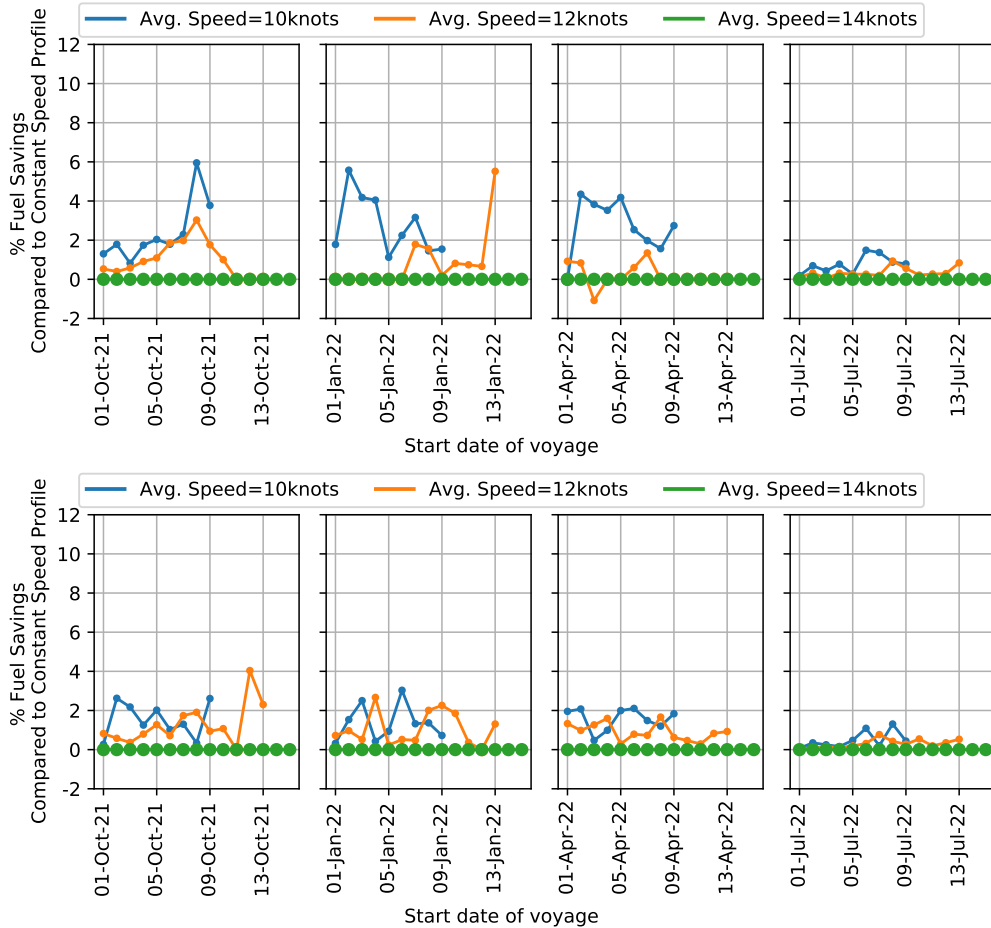 Avg. Speed=10knots Avg. Speed=12knots Avg. Speed=14knots
% Fuel Savings
Compared to Constant Speed Profile
12
10
8
6
4
2
0
-2
01-Oct-21
05-Oct-21
09-Oct-21
13-Oct-21
01-Jan-22
05-Jan-22
09-Jan-22
13-Jan-22
01-Apr-22
05-Apr-22
09-Apr-22
13-Apr-22
01-Jul-22
05-Jul-22
09-Jul-22
13-Jul-22
Start date of voyage
Avg. Speed=10knots Avg. Speed=12knots Avg. Speed=14knots
% Fuel Savings
Compared to Constant Speed Profile
12
10
8
6
4
2
0
-2
01-Oct-21
05-Oct-21
09-Oct-21
13-Oct-21
01-Jan-22
05-Jan-22
09-Jan-22
13-Jan-22
01-Apr-22
05-Apr-22
09-Apr-22
13-Apr-22
01-Jul-22
05-Jul-22
09-Jul-22
13-Jul-22
Start date of voyage